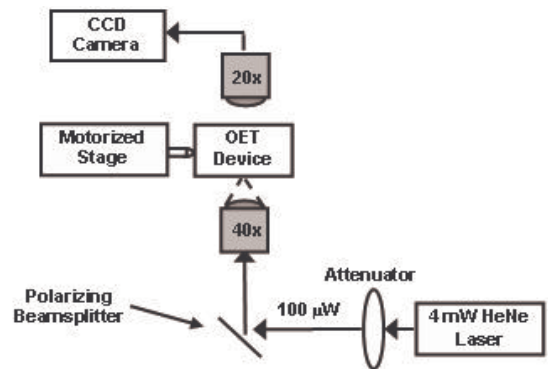 CCD
Camera
20x
Motorized
Stage
OET
Device
40x
Attenuator
Polarizing
Beamsplitter
100 µW
4 mW HeNe
Laser